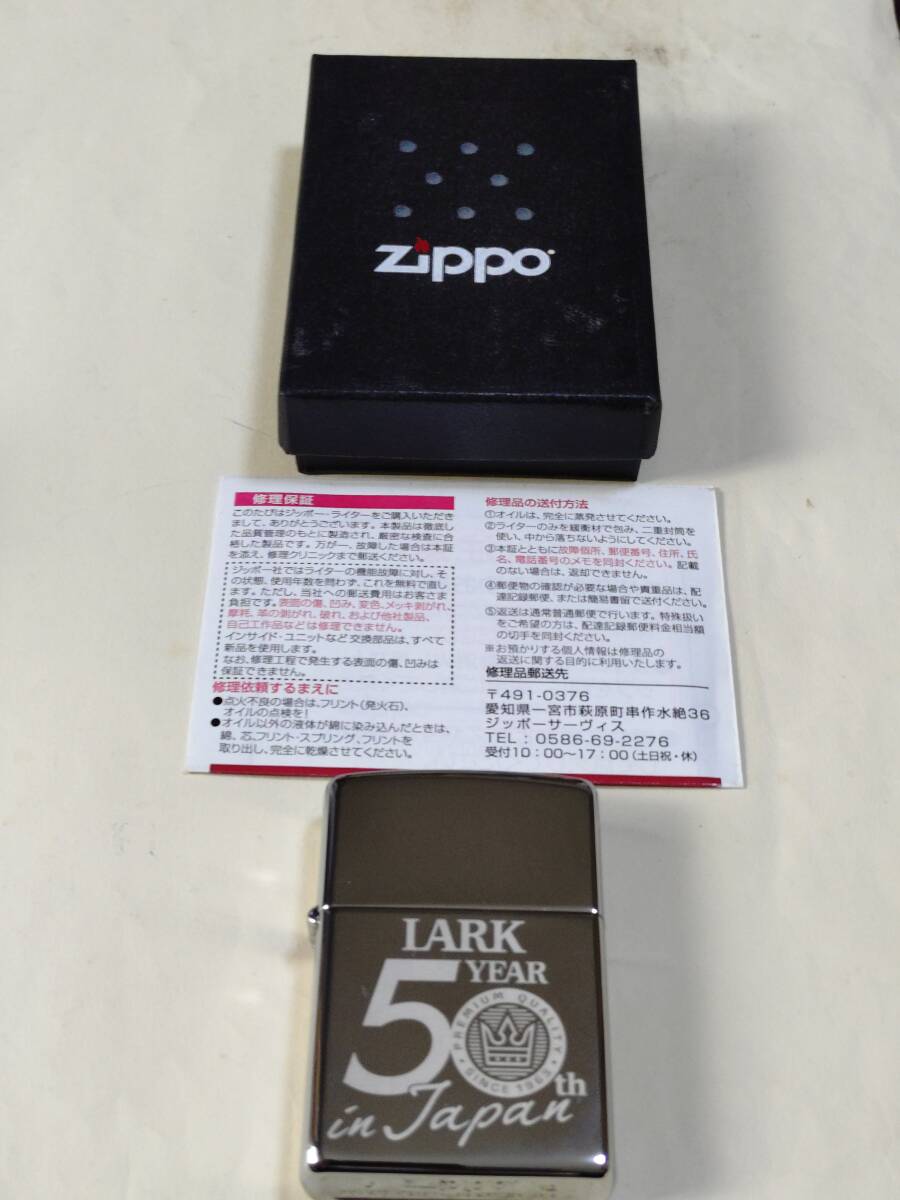 Zippo
修理保証
このたびはジッポー・ライターをご購入いただき
まして、ありがとうございます。本製品は徹底し
た品質管理のもとに製造され、厳密な検査に合
格した製品です。万が一、故障した場合は本証
を添え、修理クリニックまで郵送ください。
ジッポー社ではライターの機能故障に対し、そ
の状態、使用年数を問わず、これを無料で直し
ます。ただし、当社への郵送費用はお客さま
負担です。表面の傷、凹み、変色、メッキ剥がれ、
摩耗、革の剥がれ、破れ、および他社製品、
自己工作品などは修理できません。
インサイド・ユニットなど交換部品は、すべて
新品を使用します。
なお、修理工程で発生する表面の傷、凹みは
保証できません。
修理依頼するまえに
●点火不良の場合は、フリント(発火石)、
オイルの点検を!
●オイル以外の液体が綿に染み込んだときは、
綿、芯、フリント・スプリング、フリントを
取り出し、完全に乾燥させてください。
修理品の送付方法
①オイルは、完全に蒸発させてください。
②ライターのみを緩衝材で包み、二重封筒を
使い、中から落ちないようにしてください。
③本証とともに故障個所、郵便番号、住所、氏
名、電話番号のメモを同封ください。記載
のない場合は、返却できません。
④郵便物の確認が必要な場合や貴重品は、配
達記録郵便、または簡易書留で送付ください。
⑤返送は通常普通郵便で行います。特殊扱い
をご希望の方は、配達記録郵便料金相当額
の切手を同封ください。
※お預かりする個人情報は修理品の
返送に関する目的に利用いたします。
修理品郵送先
〒491-0376
愛知県一宮市萩原町串作水絶36
ジッポーサーヴィス
TEL:0586-69-2276
受付10:00~17:00(土日祝・休)
LARK
50th YEAR
PREMIUM QUALITY
SINCE 1963
in Japan